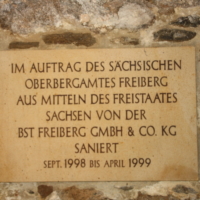 IM AUFTRAG DES SÄCHSISCHEN
OBERBERGAMTES FREIBERG
AUS MITTELN DES FREISTAATES
SACHSEN VON DER
BST FREIBERG GMBH & CO. KG
SANIERT
SEPT. 1998 BIS APRIL 1999